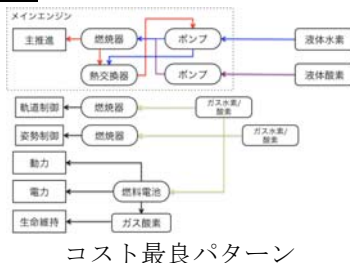 メインエンジン
主推進 燃焼器 ポンプ 液体水素
熱交換器 ポンプ 液体酸素
軌道制御 燃焼器 ガス水素/
酸素
姿勢制御 燃焼器 ガス水素/
酸素
動力
電力 燃料電池
生命維持 ガス酸素
コスト最良パターン